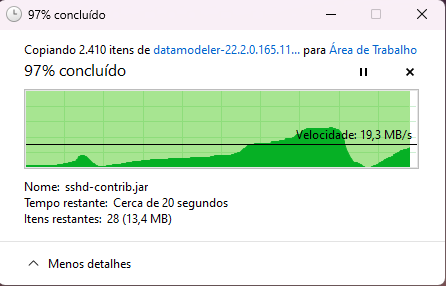 97% concluído
Copiando 2.410 itens de datamodeler-22.2.0.165.11... para Área de Trabalho
97% concluído
Velocidade: 19,3 MB/s
Nome: sshd-contrib.jar
Tempo restante: Cerca de 20 segundos
Itens restantes: 28 (13,4 MB)
Menos detalhes